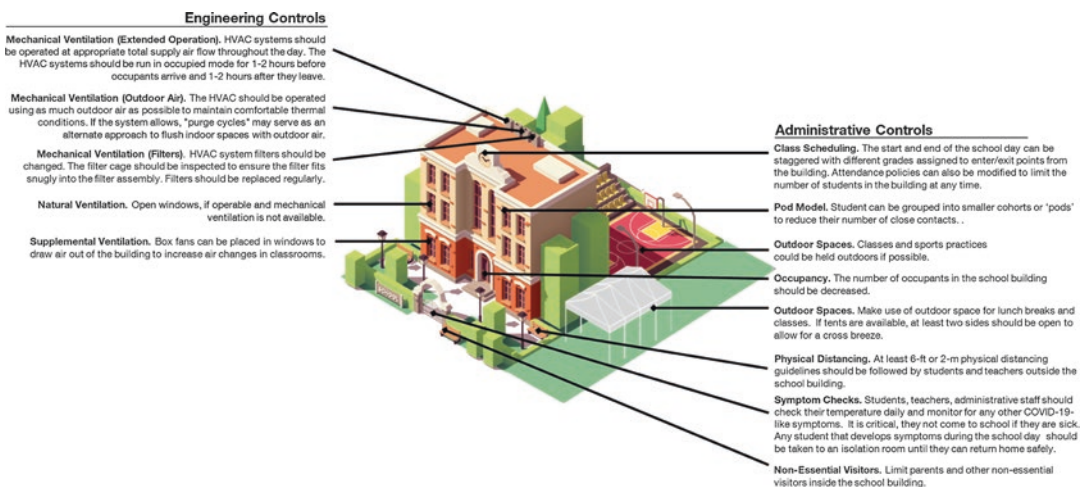 Engineering Controls
Mechanical Ventilation (Extended Operation). HVAC systems should
be operated at appropriate total supply air flow throughout the day. The
HVAC systems should be run in occupied mode for 1-2 hours before
occupants arrive and 1-2 hours after they leave.
Mechanical Ventilation (Outdoor Air). The HVAC should be operated
using as much outdoor air as possible to maintain comfortable thermal
conditions. If the system allows, "purge cycles" may serve as an
alternate approach to flush indoor spaces with outdoor air.
Mechanical Ventilation (Filters). HVAC system filters should be
changed. The filter cage should be inspected to ensure the filter fits
snugly into the filter assembly. Filters should be replaced regularly.
Natural Ventilation. Open windows, if operable and mechanical
ventilation is not available.
Supplemental Ventilation. Box fans can be placed in windows to
draw air out of the building to increase air changes in classrooms.
Administrative Controls
Class Scheduling. The start and end of the school day can be
staggered with different grades assigned to enter/exit points from
the building. Attendance policies can also be modified to limit the
number of students in the building at any time.
Pod Model. Student can be grouped into smaller cohorts or 'pods'
to reduce their number of close contacts. .
Outdoor Spaces. Classes and sports practices
could be held outdoors if possible.
Occupancy. The number of occupants in the school building
should be decreased.
Outdoor Spaces. Make use of outdoor space for lunch breaks and
classes. If tents are available, at least two sides should be open to
allow for a cross breeze.
Physical Distancing. At least 6-ft or 2-m physical distancing
guidelines should be followed by students and teachers outside the
school building.
Symptom Checks. Students, teachers, administrative staff should
check their temperature daily and monitor for any other COVID-19-
like symptoms. It is critical, they not come to school if they are sick.
Any student that develops symptoms during the school day should
be taken to an isolation room until they can return home safely.
Non-Essential Visitors. Limit parents and other non-essential
visitors inside the school building.